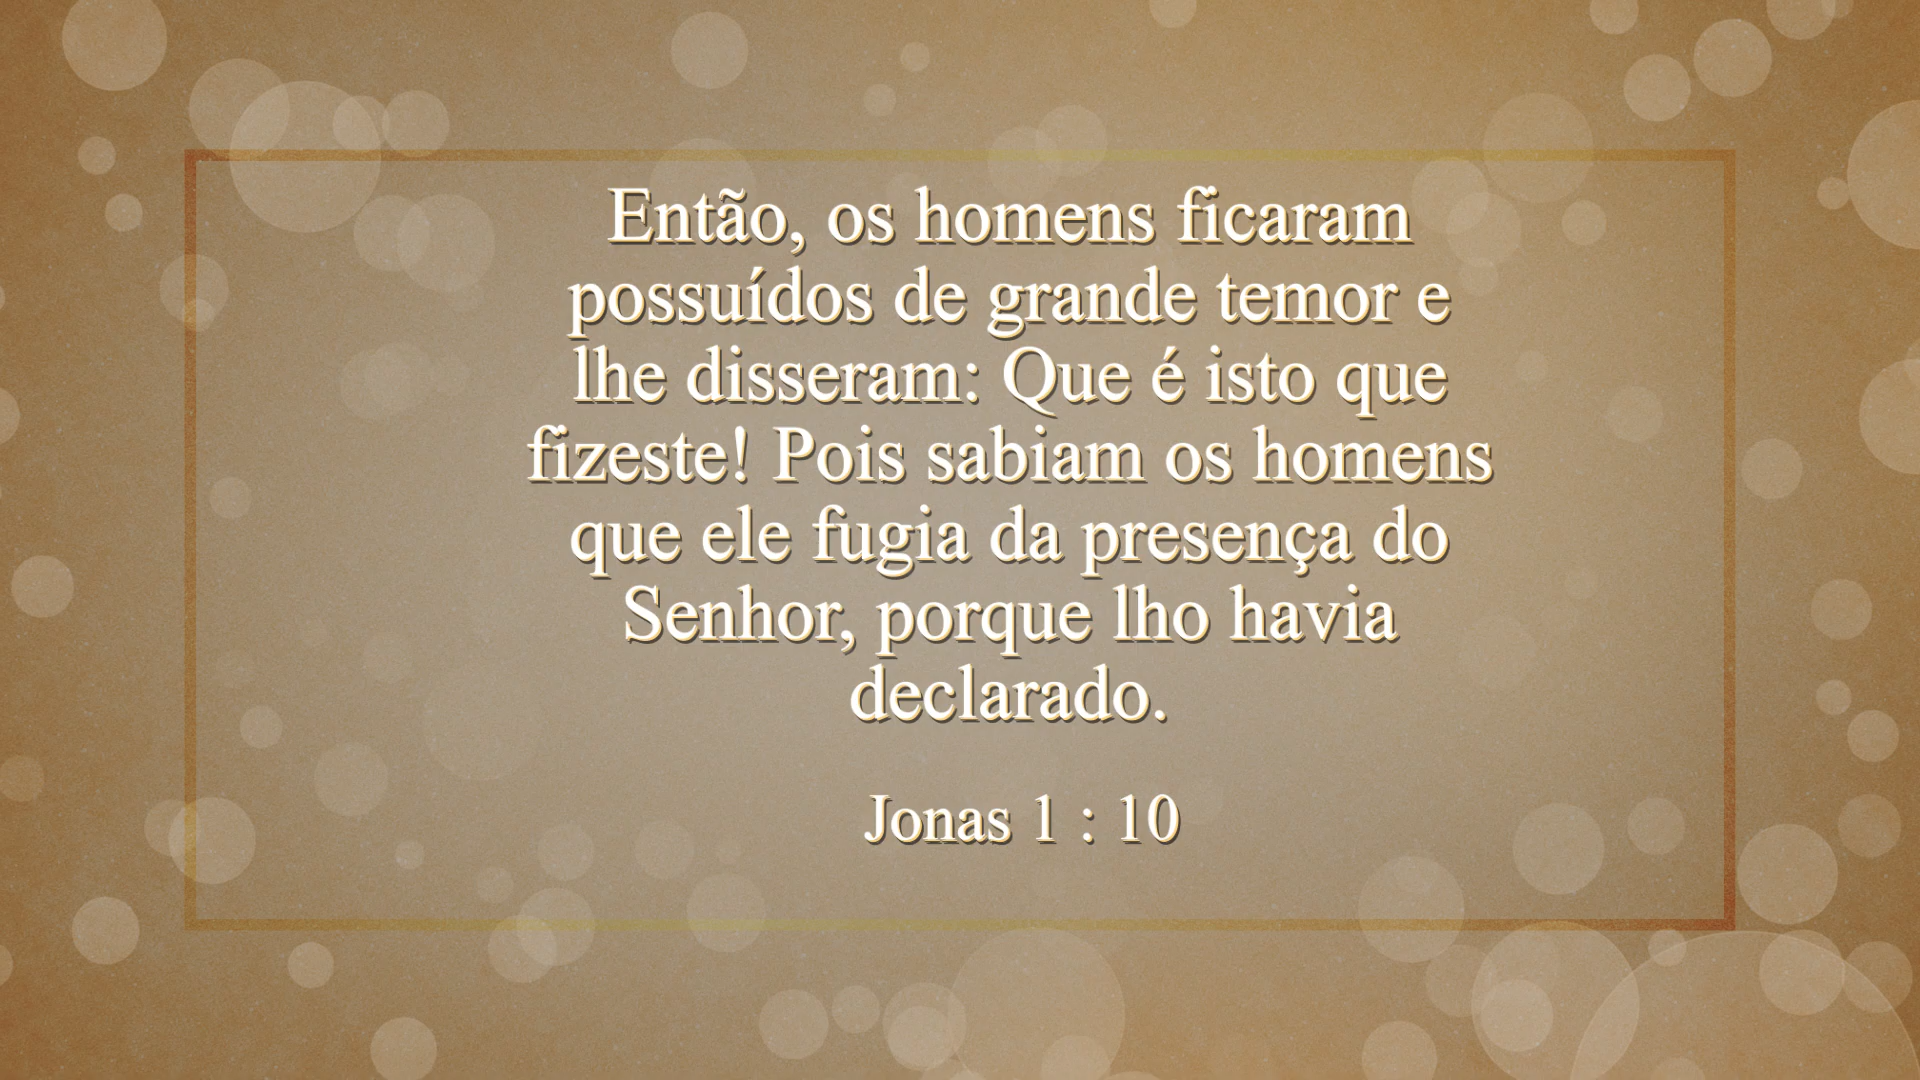 Então, os homens ficaram
possuídos de grande temor e
lhe disseram: Que é isto que
fizeste! Pois sabiam os homens
que ele fugia da presença do
Senhor, porque lho havia
declarado.
Jonas 1 : 10